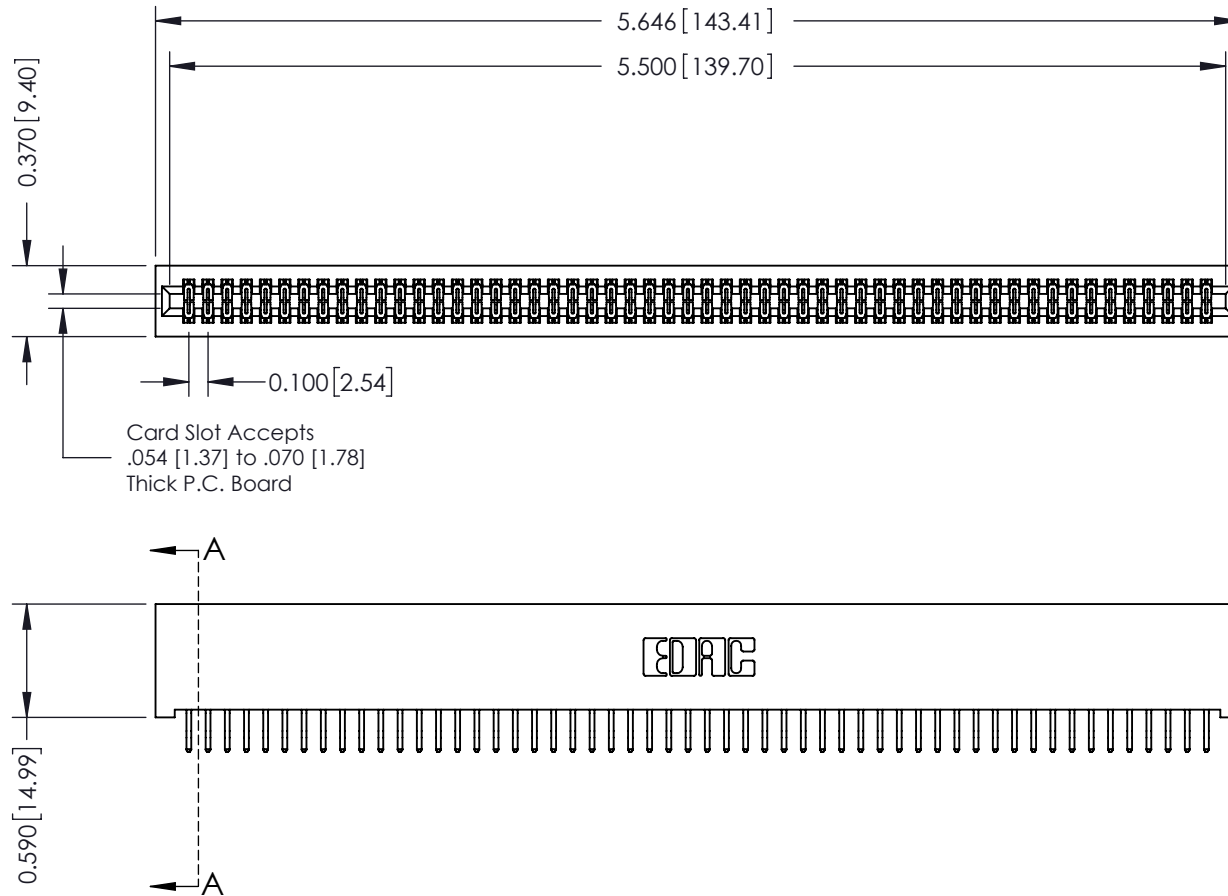 5.646 [143.41]
5.500 [139.70]
0.370 [9.40]
0.100 [2.54]
Card Slot Accepts
.054 [1.37] to .070 [1.78]
Thick P.C. Board
A
EDAC
0.590 [14.99]
A